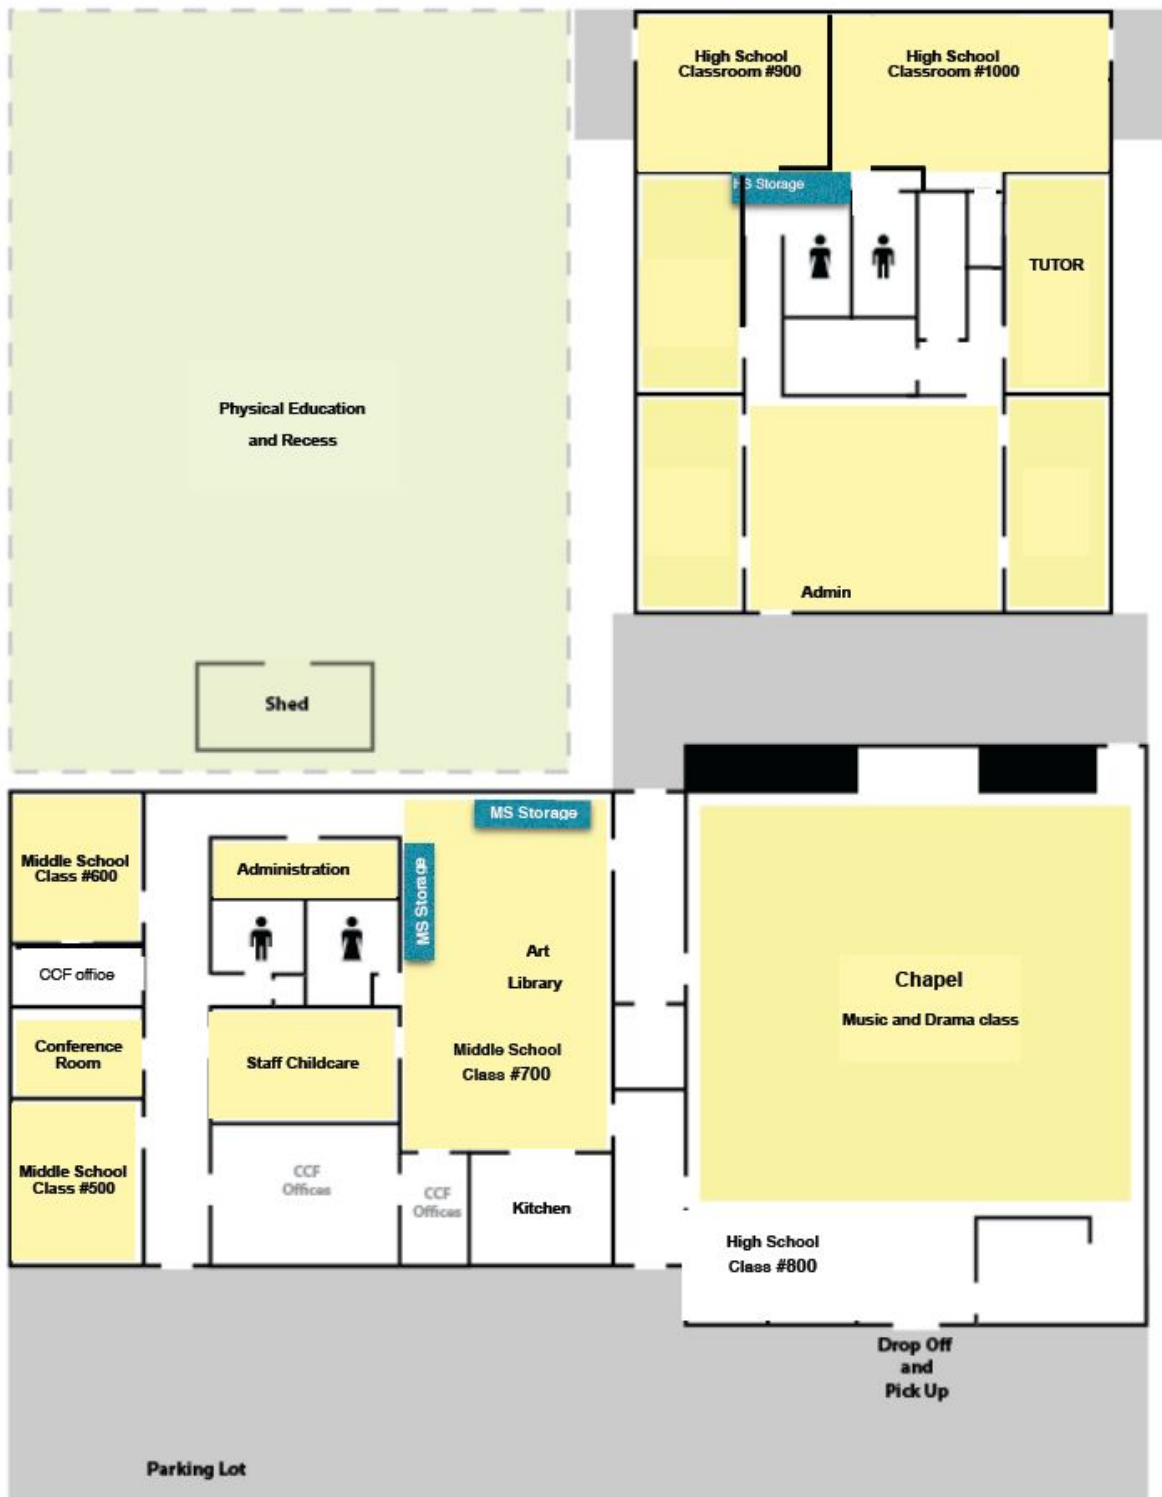 High School
Classroom #900
High School
Classroom #1000
HS Storage
TUTOR
Physical Education
and Recess
Admin
Shed
MS Storage
Middle School
Class #600
Administration
MS Storage
CCF office
Art
Library
Chapel
Music and Drama class
Conference
Room
Staff Childcare
Middle School
Class #700
Middle School
Class #500
CCF
Offices
CCF
Offices
Kitchen
High School
Class #800
Drop Off
and
Pick Up
Parking Lot